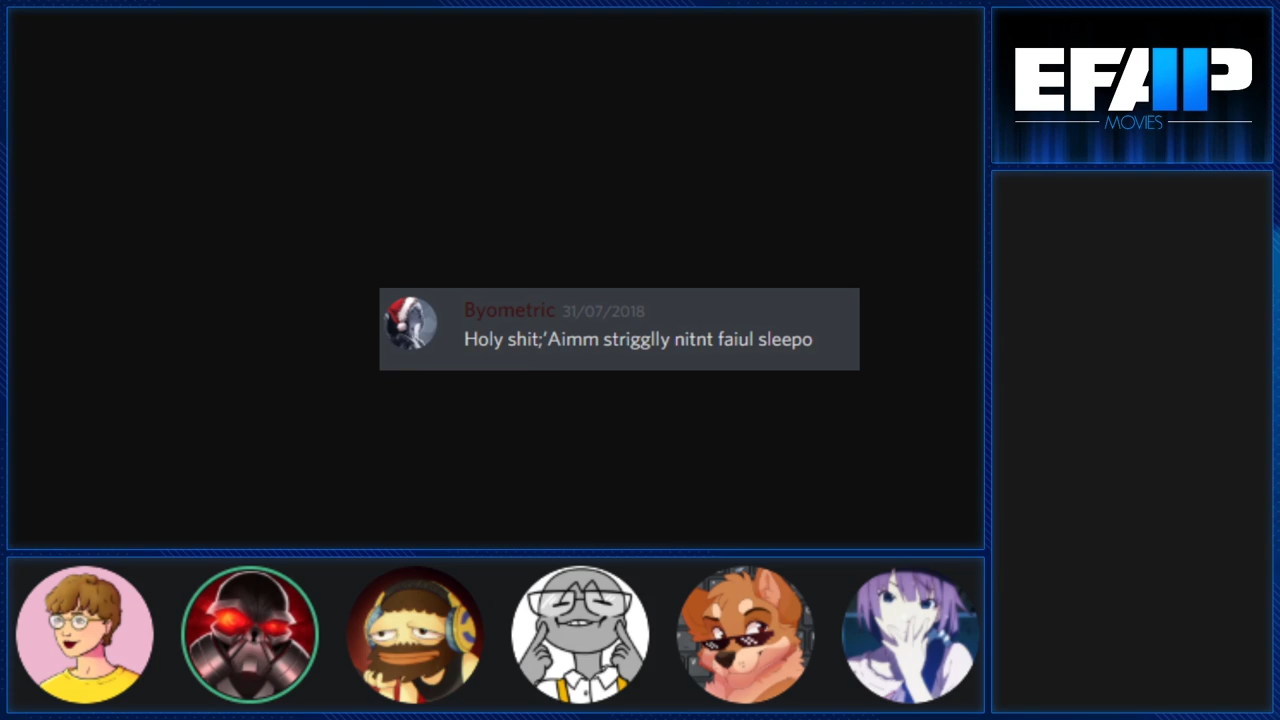 EFAP
MOVIES
Byometric 31/07/2018
Holy shit;'Aimm strigglly nitnt faiul sleepo